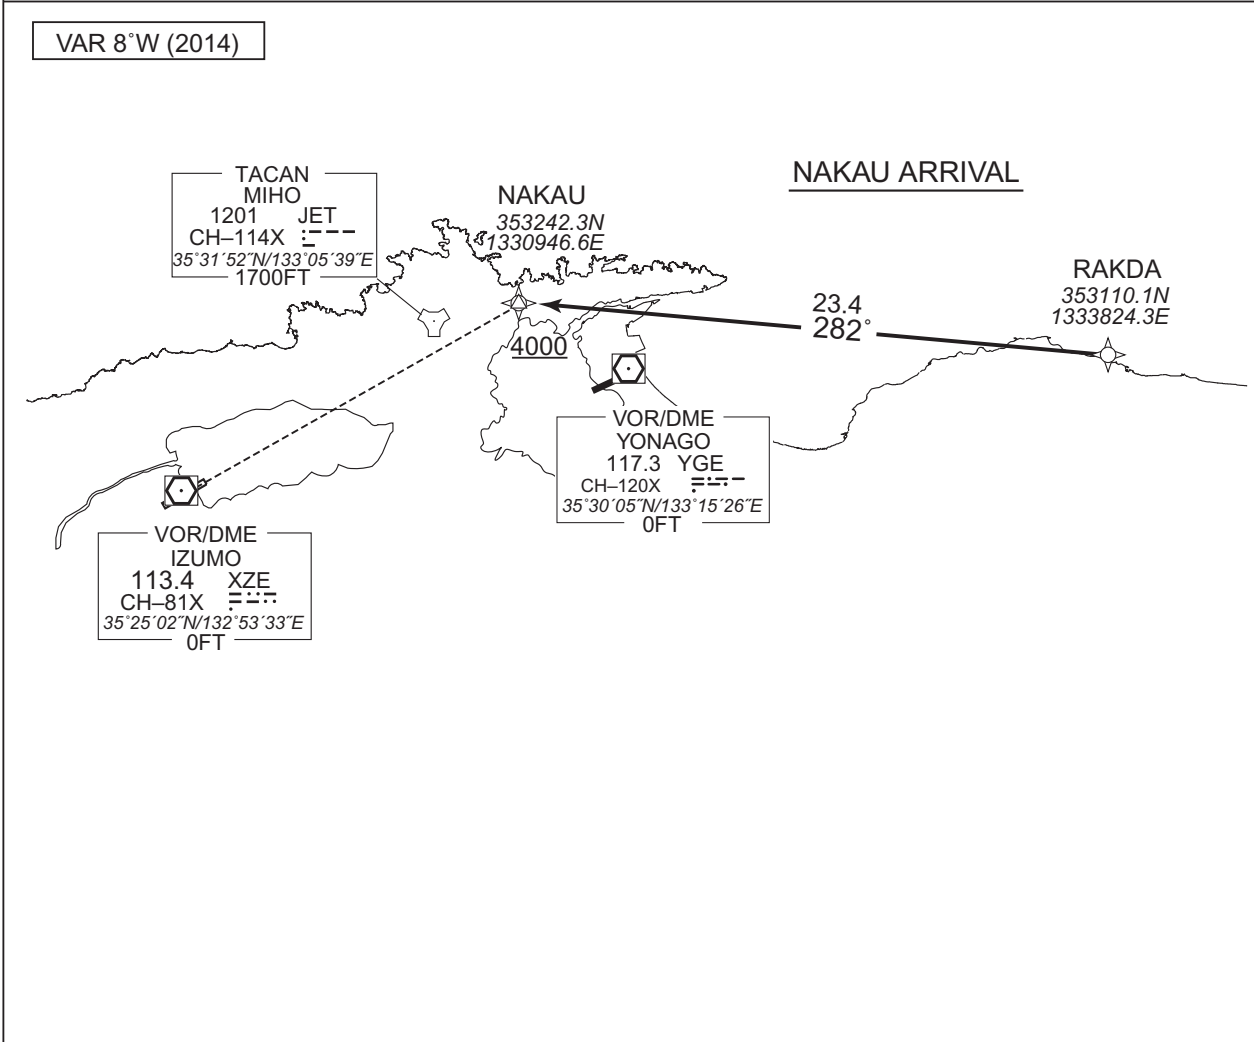 VAR 8°W (2014)
NAKAU ARRIVAL
TACAN
MIHO
1201 JET
CH–114X
35°31´52˝N/133°05´39˝E
1700FT
NAKAU
353242.3N
1330946.6E
4000
RAKDA
353110.1N
1333824.3E
23.4
282°
VOR/DME
YONAGO
117.3 YGE
CH–120X
35°30´05˝N/133°15´26˝E
0FT
VOR/DME
IZUMO
113.4 XZE
CH–81X
35°25´02˝N/132°53´33˝E
0FT